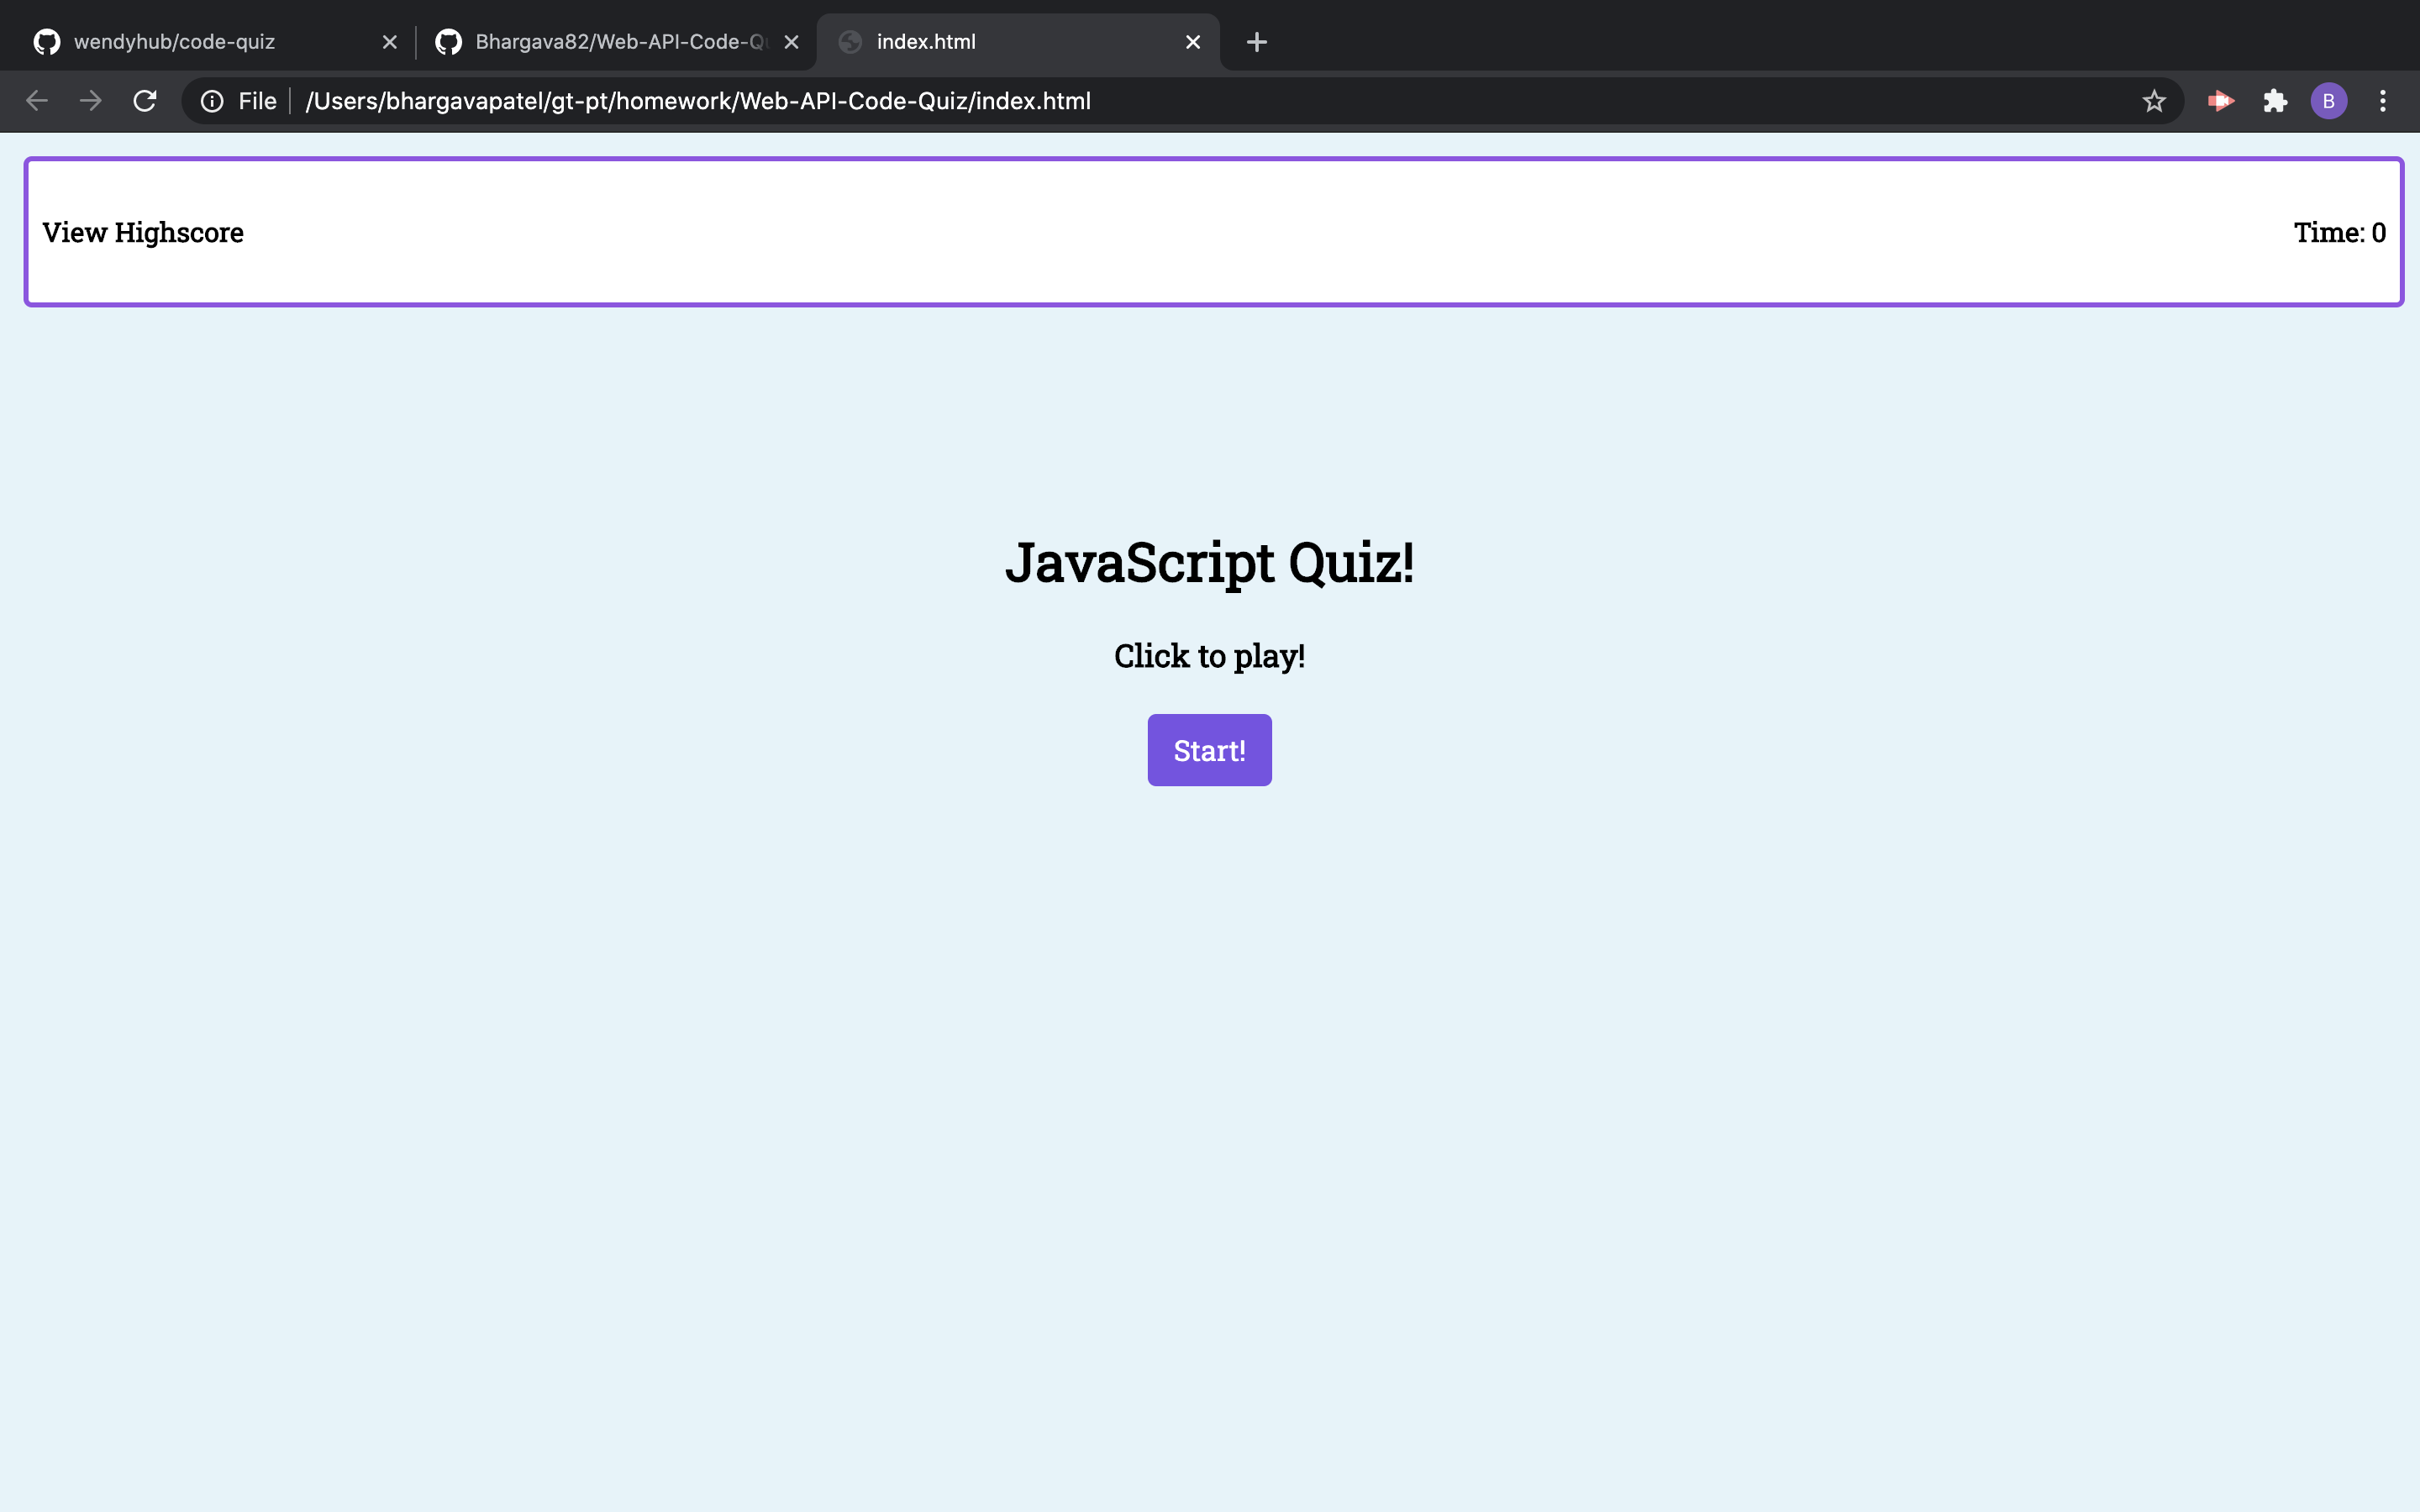 wendyhub/code-quiz
Bhargava82/Web-API-Code-Q
index.html
File /Users/bhargavapatel/gt-pt/homework/Web-API-Code-Quiz/index.html
B
View Highscore
Time: 0
JavaScript Quiz!
Click to play!
Start!